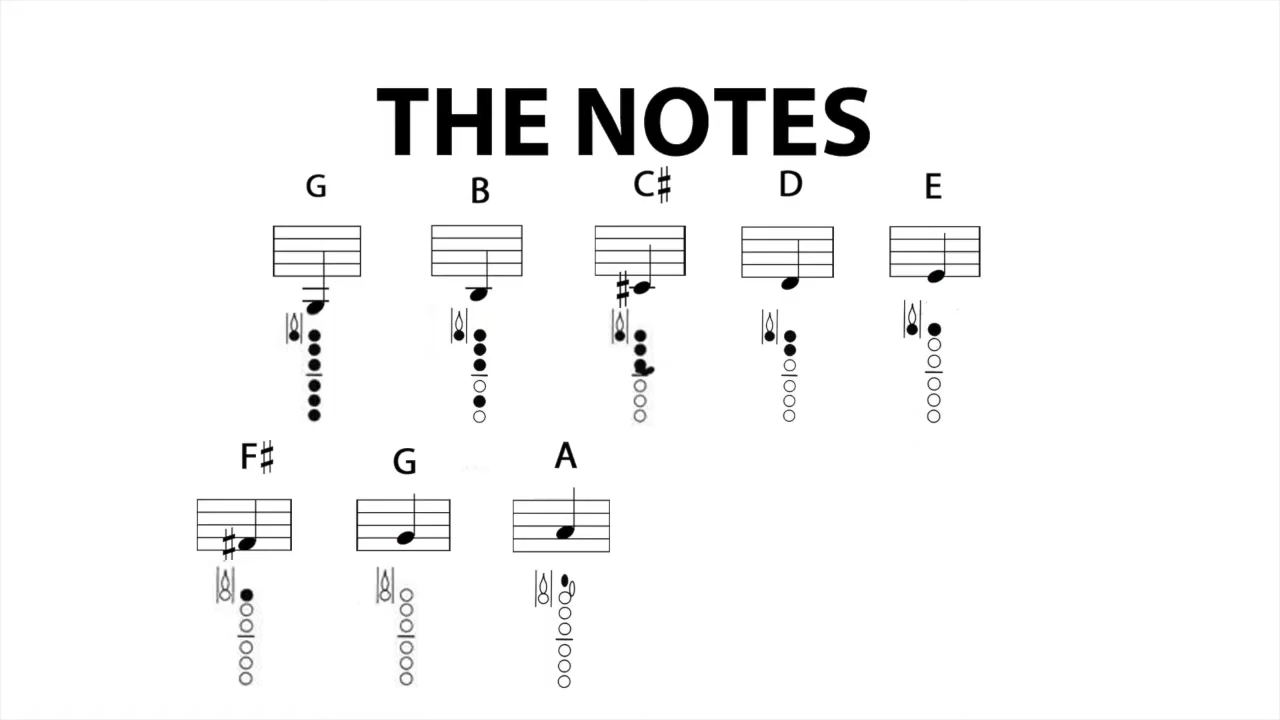 THE NOTES
G B C♯ D E
F♯ G A